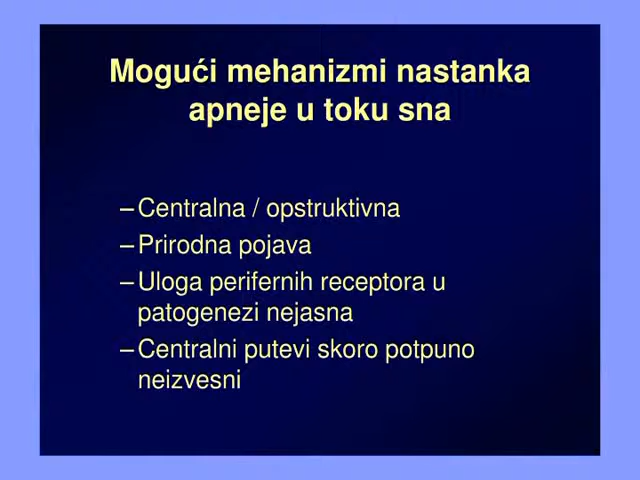 Mogući mehanizmi nastanka
apneje u toku sna
–Centralna / opstruktivna
–Prirodna pojava
–Uloga perifernih receptora u
patogenezi nejasna
–Centralni putevi skoro potpuno
neizvesni